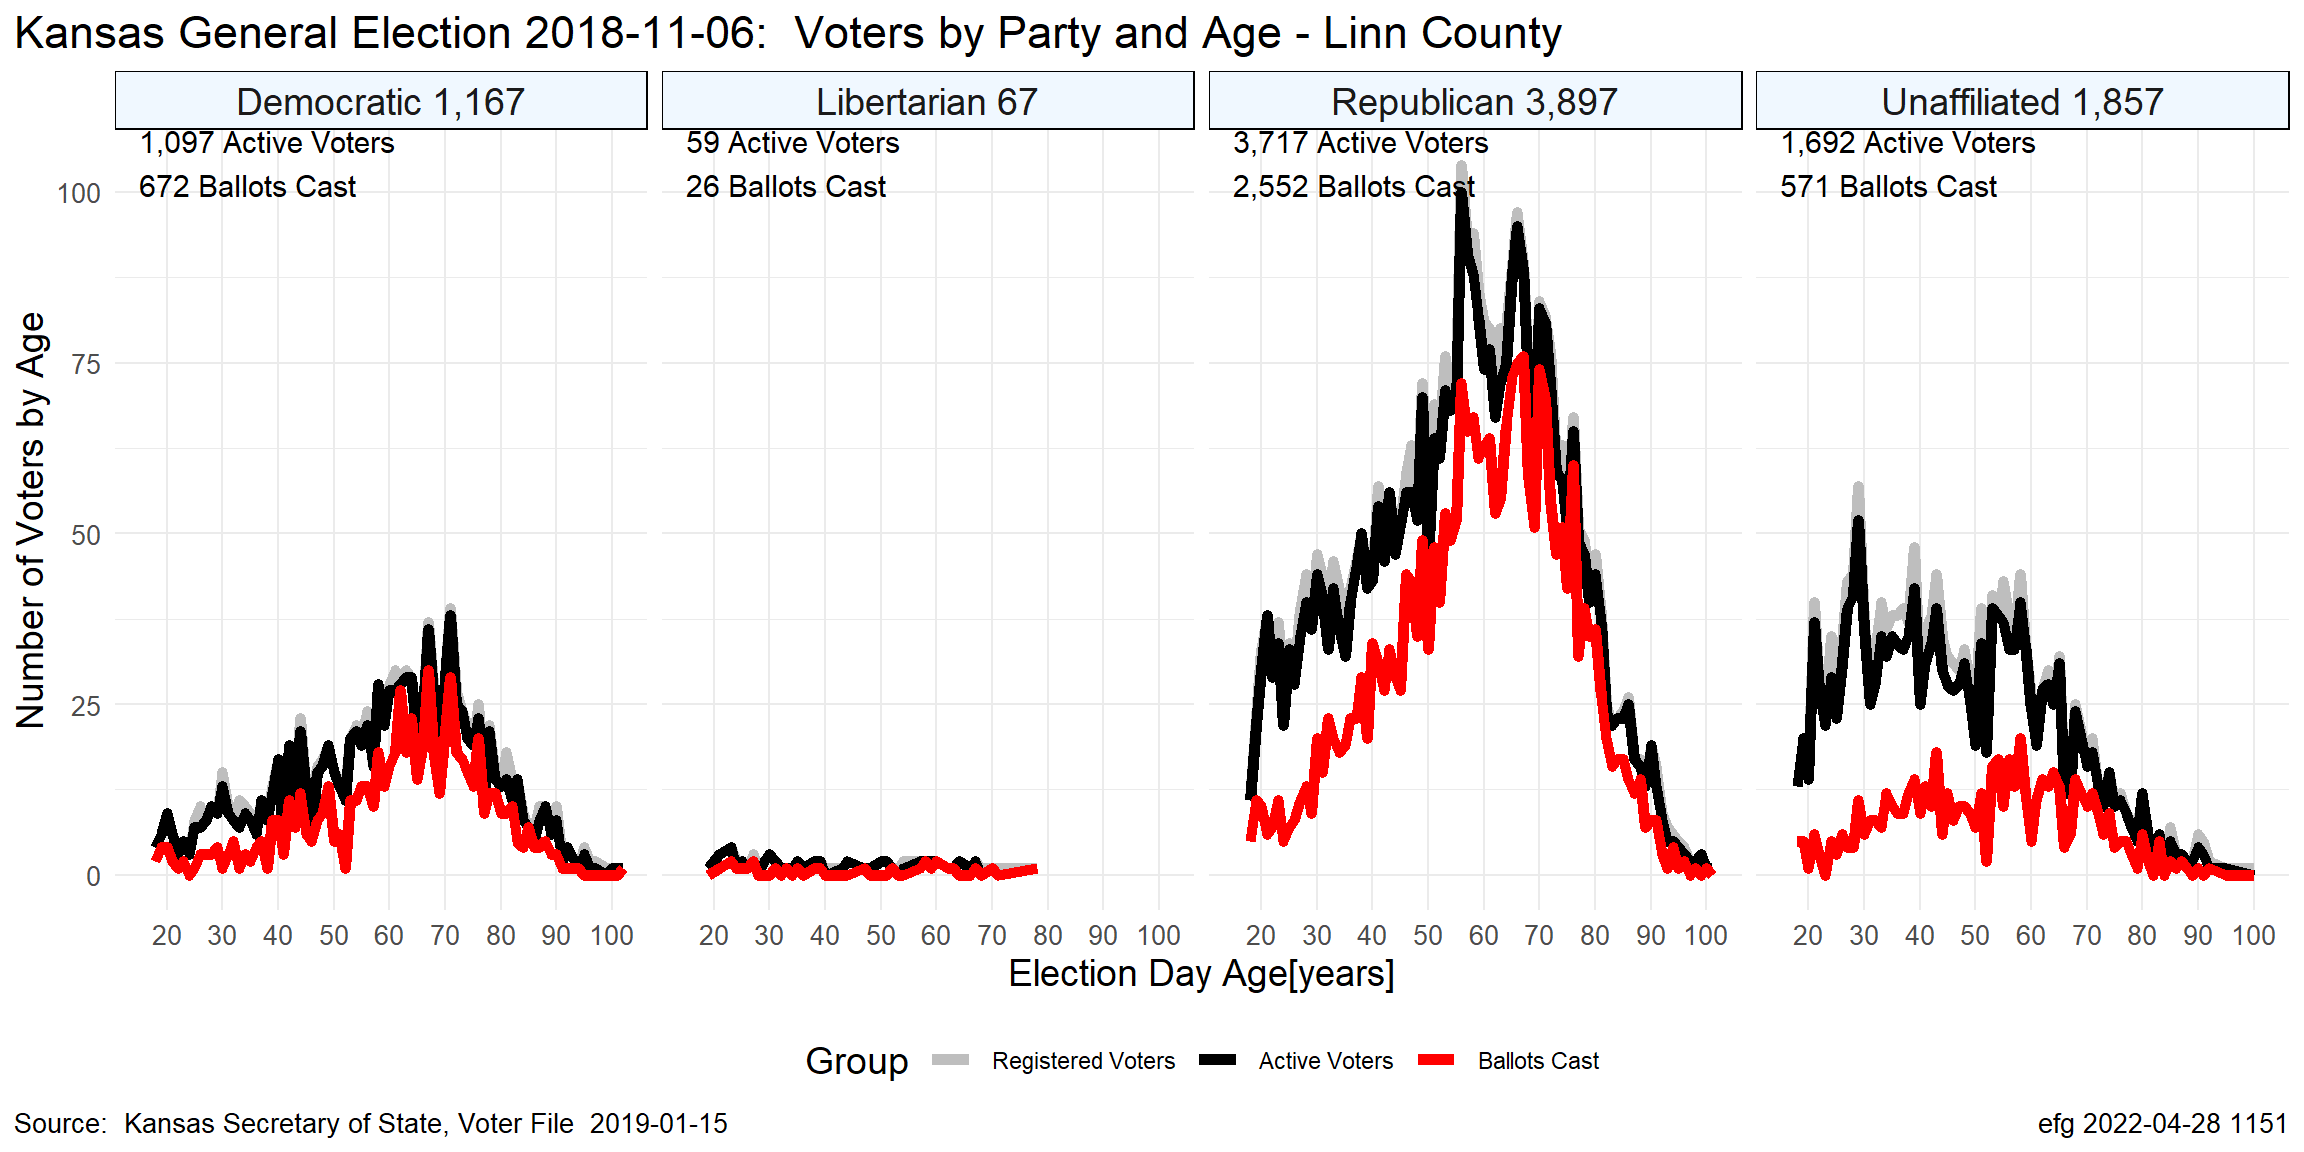 Kansas General Election 2018-11-06:  Voters by Party and Age - Linn County
Democratic 1,167
Libertarian 67
Republican 3,897
Unaffiliated 1,857
1,097 Active Voters
672 Ballots Cast
59 Active Voters
26 Ballots Cast
3,717 Active Voters
2,552 Ballots Cast
1,692 Active Voters
571 Ballots Cast
Number of Voters by Age
100
75
50
25
0
20 30 40 50 60 70 80 90 100
20 30 40 50 60 70 80 90 100
20 30 40 50 60 70 80 90 100
20 30 40 50 60 70 80 90 100
Election Day Age[years]
Group Registered Voters Active Voters Ballots Cast
Source:  Kansas Secretary of State, Voter File  2019-01-15
efg 2022-04-28 1151